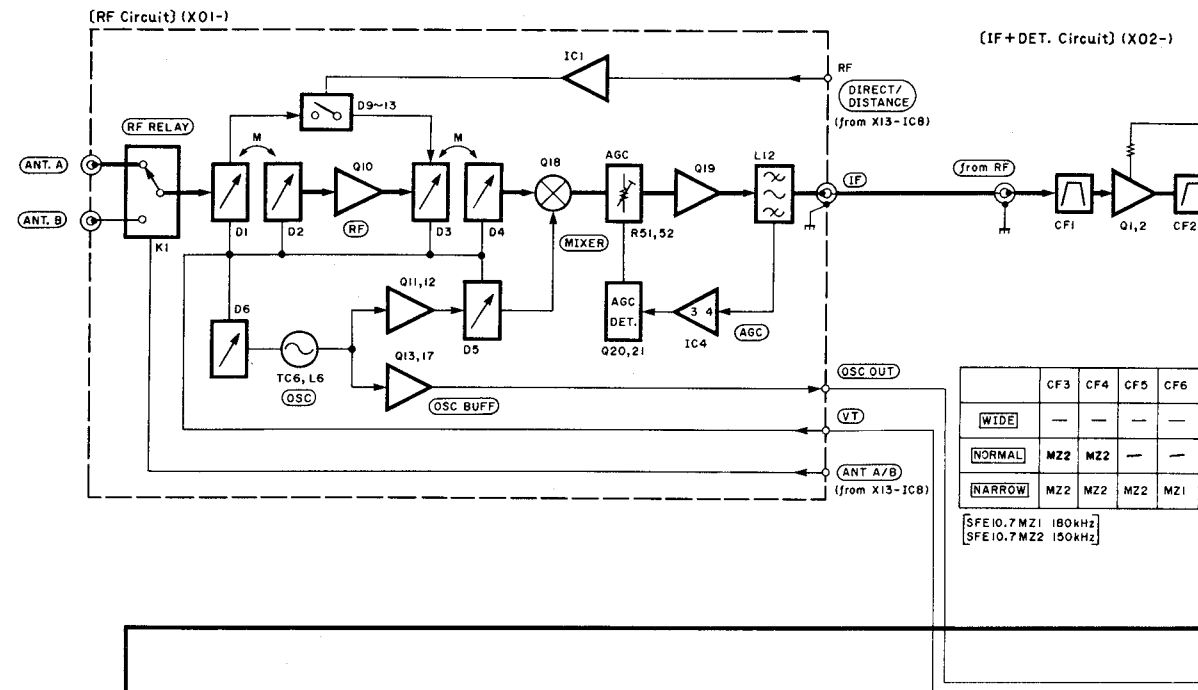 [RF Circuit] (X01-)
[IF+DET. Circuit] (X02-)
IC1
RF
DIRECT/
DISTANCE
(from X13-IC8)
D9~13
RF RELAY
M
M
ANT. A
Q10
Q18
AGC
Q19
L12
IF
from RF
ANT. B
K1
D1
D2
RF
D3
D4
MIXER
R51,52
CF1
Q1,2
CF2
Q11,12
AGC
DET.
3 4
AGC
D6
D5
Q20,21
IC4
TC6, L6
OSC
Q13,17
OSC BUFF
OSC OUT
VT
ANT A/B
(from X13-IC8)
CF3 CF4 CF5 CF6
WIDE — — — —
NORMAL MZ2 MZ2 — —
NARROW MZ2 MZ2 MZ2 MZ1
[SFE10.7MZ1 180kHz
SFE10.7MZ2 150kHz]